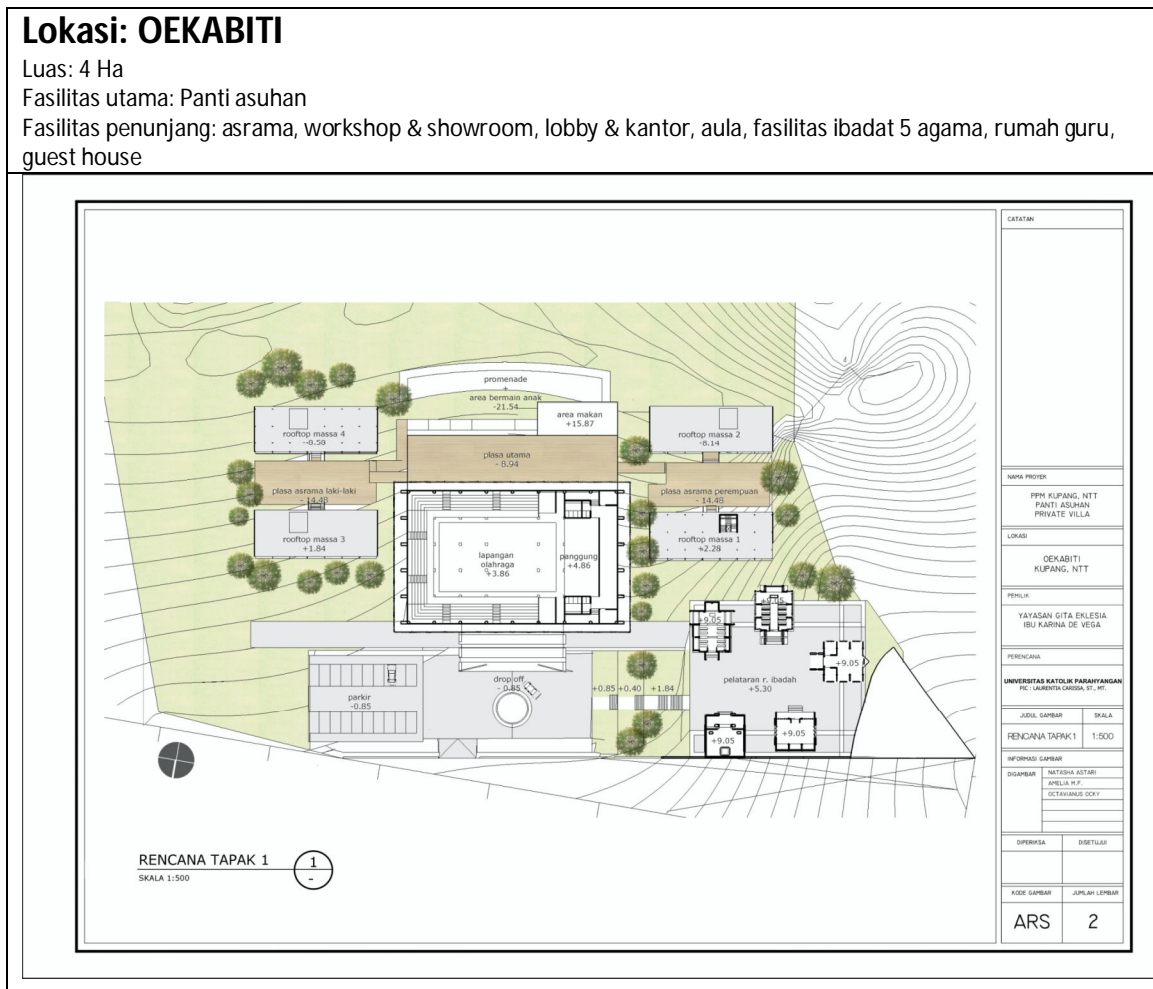 Lokasi: OEKABITI
Luas: 4 Ha
Fasilitas utama: Panti asuhan
Fasilitas penunjang: asrama, workshop & showroom, lobby & kantor, aula, fasilitas ibadat 5 agama, rumah guru,
guest house
promenade
+
area bermain anak
-21.54
area makan
+15.87
rooftop massa 4
-0.58
rooftop massa 2
-8.14
plasa utama
- 8.94
plasa asrama laki-laki
- 14.48
plasa asrama perempuan
- 14.48
rooftop massa 3
+1.84
lapangan
olahraga
+3.86
panggung
+4.86
rooftop massa 1
+2.28
+9.05
+9.05
+9.05
parkir
-0.85
drop off
- 0.85
+0.85 +0.40 +1.84
pelataran r. ibadah
+5.30
+9.05
+9.05
RENCANA TAPAK 1
SKALA 1:500
1
-
CATATAN
NAMA PROYEK
PPM KUPANG, NTT
PANTI ASUHAN
PRIVATE VILLA
LOKASI
OEKABITI
KUPANG, NTT
PEMILIK
YAYASAN GITA EKLESIA
IBU KARINA DE VEGA
PERENCANA
UNIVERSITAS KATOLIK PARAHYANGAN
PIC : LAURENTIA CARISSA, ST., MT.
JUDUL GAMBAR SKALA
RENCANA TAPAK 1 1:500
INFORMASI GAMBAR
DIGAMBAR NATASHA ASTARI
AMELIA M.F.
OCTAVIANUS OCKY
DIPERIKSA DISETUJUI
KODE GAMBAR JUMLAH LEMBAR
ARS 2